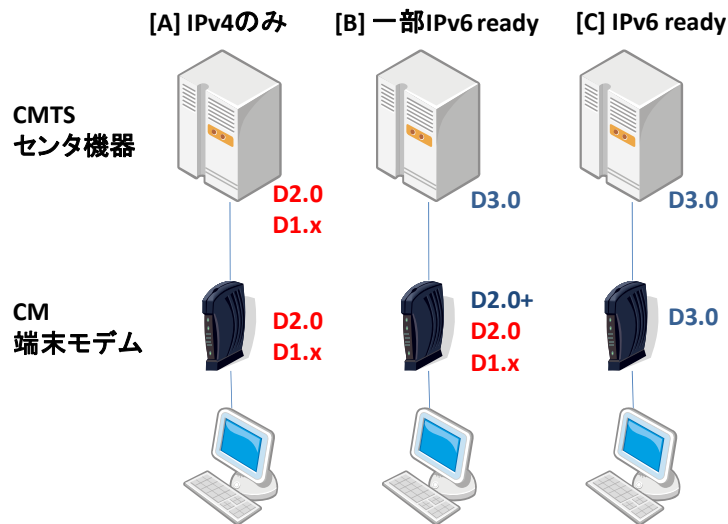 [A] IPv4のみ
[B] 一部IPv6 ready
[C] IPv6 ready
CMTS
センタ機器
D2.0
D1.x
D3.0
D3.0
CM
端末モデム
D2.0
D1.x
D2.0+
D2.0
D1.x
D3.0